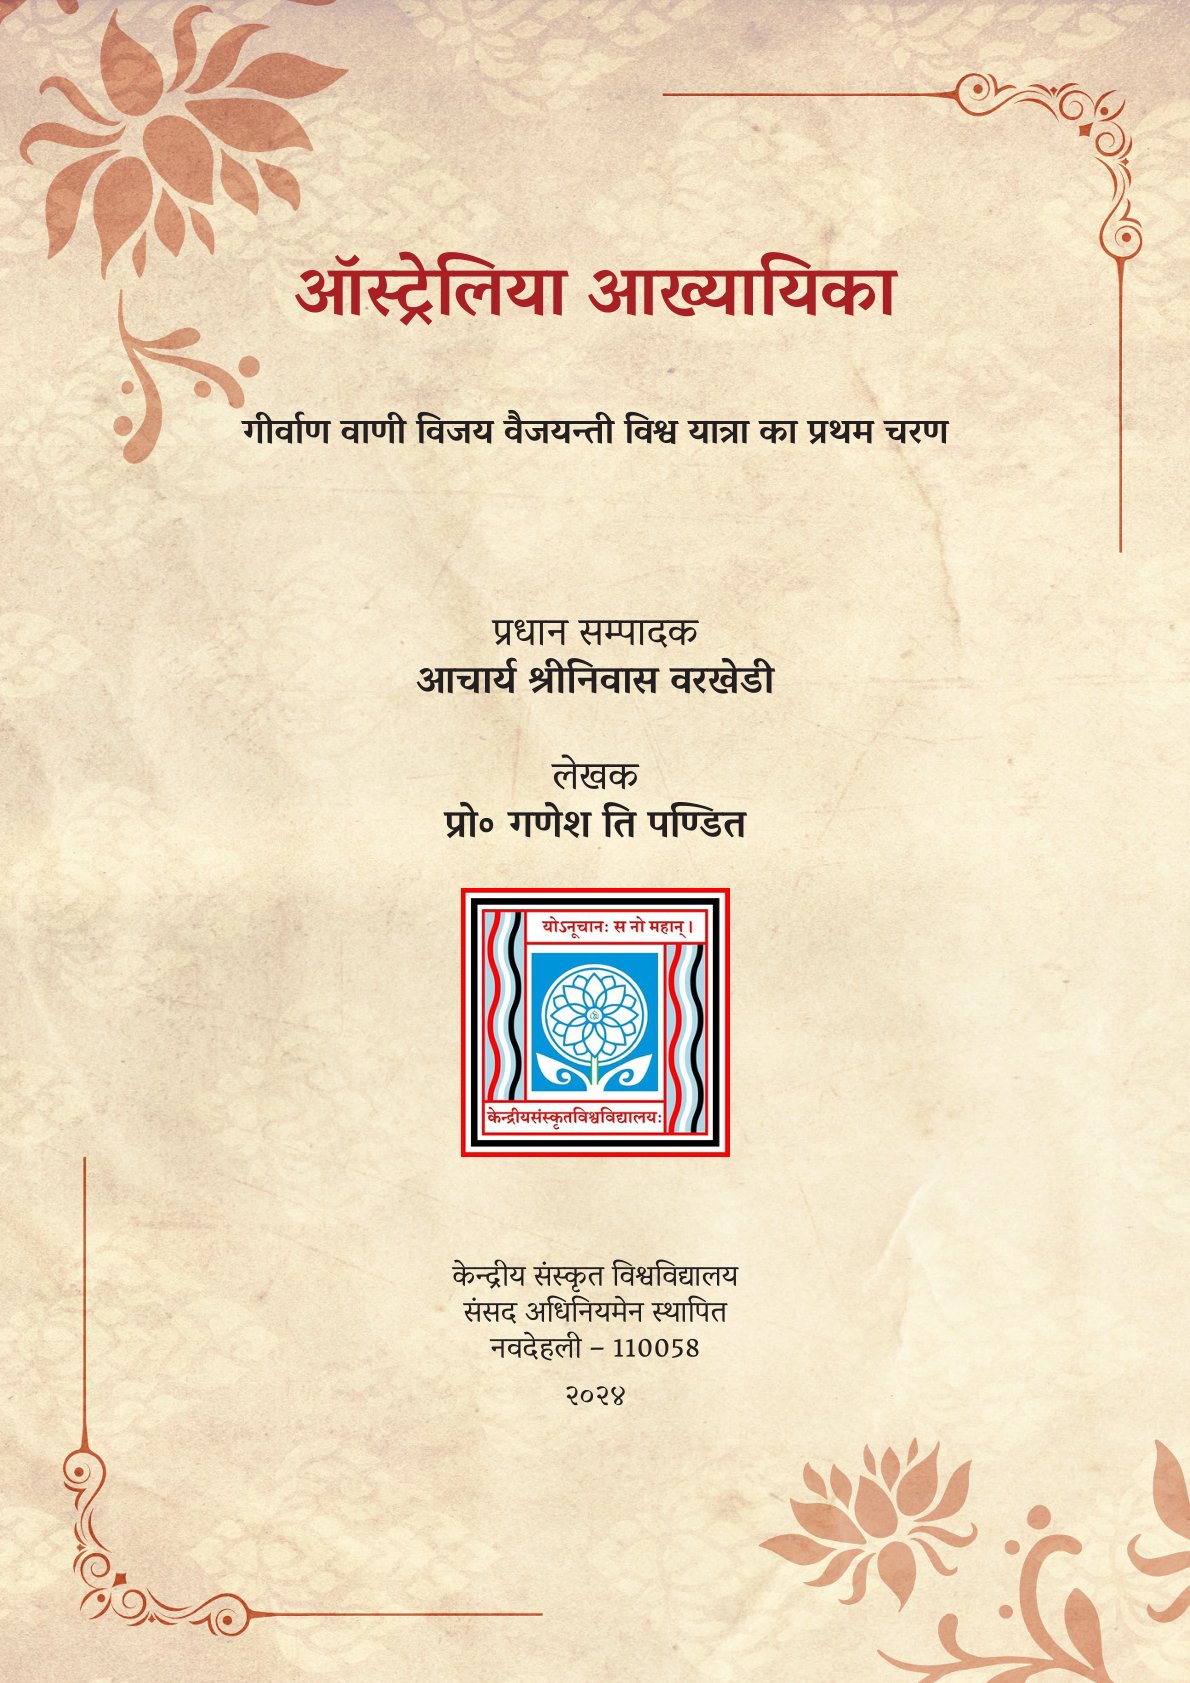 ऑस्ट्रेलिया आख्यायिका
गीर्वाण वाणी विजय वैजयन्ती विश्व यात्रा का प्रथम चरण
प्रधान सम्पादक
आचार्य श्रीनिवास वरखेडी
लेखक
प्रो० गणेश ति पण्डित
योऽनूचानः स नो महान् ।
केन्द्रीयसंस्कृतविश्वविद्यालयः
केन्द्रीय संस्कृत विश्वविद्यालय
संसद अधिनियमेन स्थापित
नवदेहली – 110058
२०२४